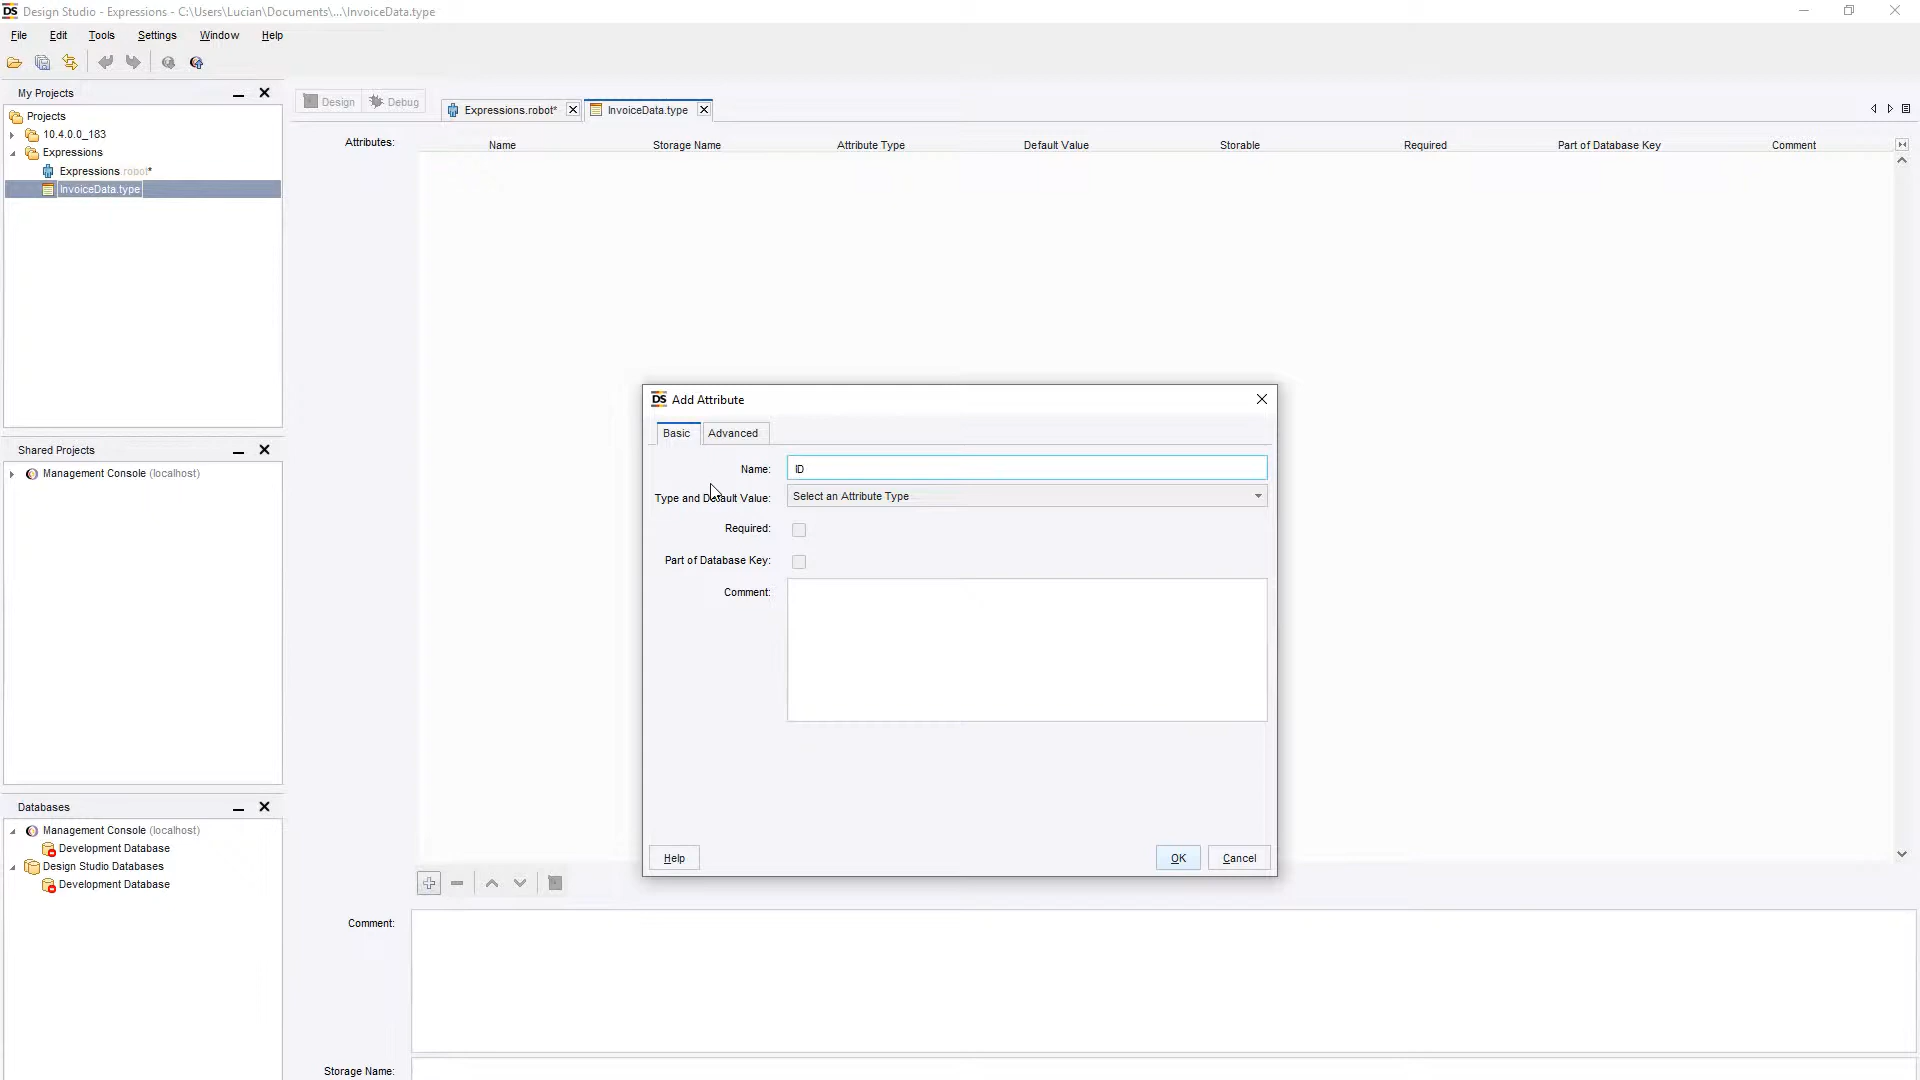 DS Design Studio - Expressions - C:\Users\Lucian\Documents\...\InvoiceData.type
File Edit Tools Settings Window Help
My Projects
Projects
10.4.0.0_183
Expressions
Expressions robot*
InvoiceData.type
Shared Projects
Management Console (localhost)
Databases
Management Console (localhost)
Development Database
Design Studio Databases
Development Database
Design Debug Expressions.robot* InvoiceData.type
Attributes: Name Storage Name Attribute Type Default Value Storable Required Part of Database Key Comment
DS Add Attribute
Basic Advanced
Name: ID
Type and Default Value: Select an Attribute Type
Required:
Part of Database Key:
Comment:
Help OK Cancel
Comment:
Storage Name: